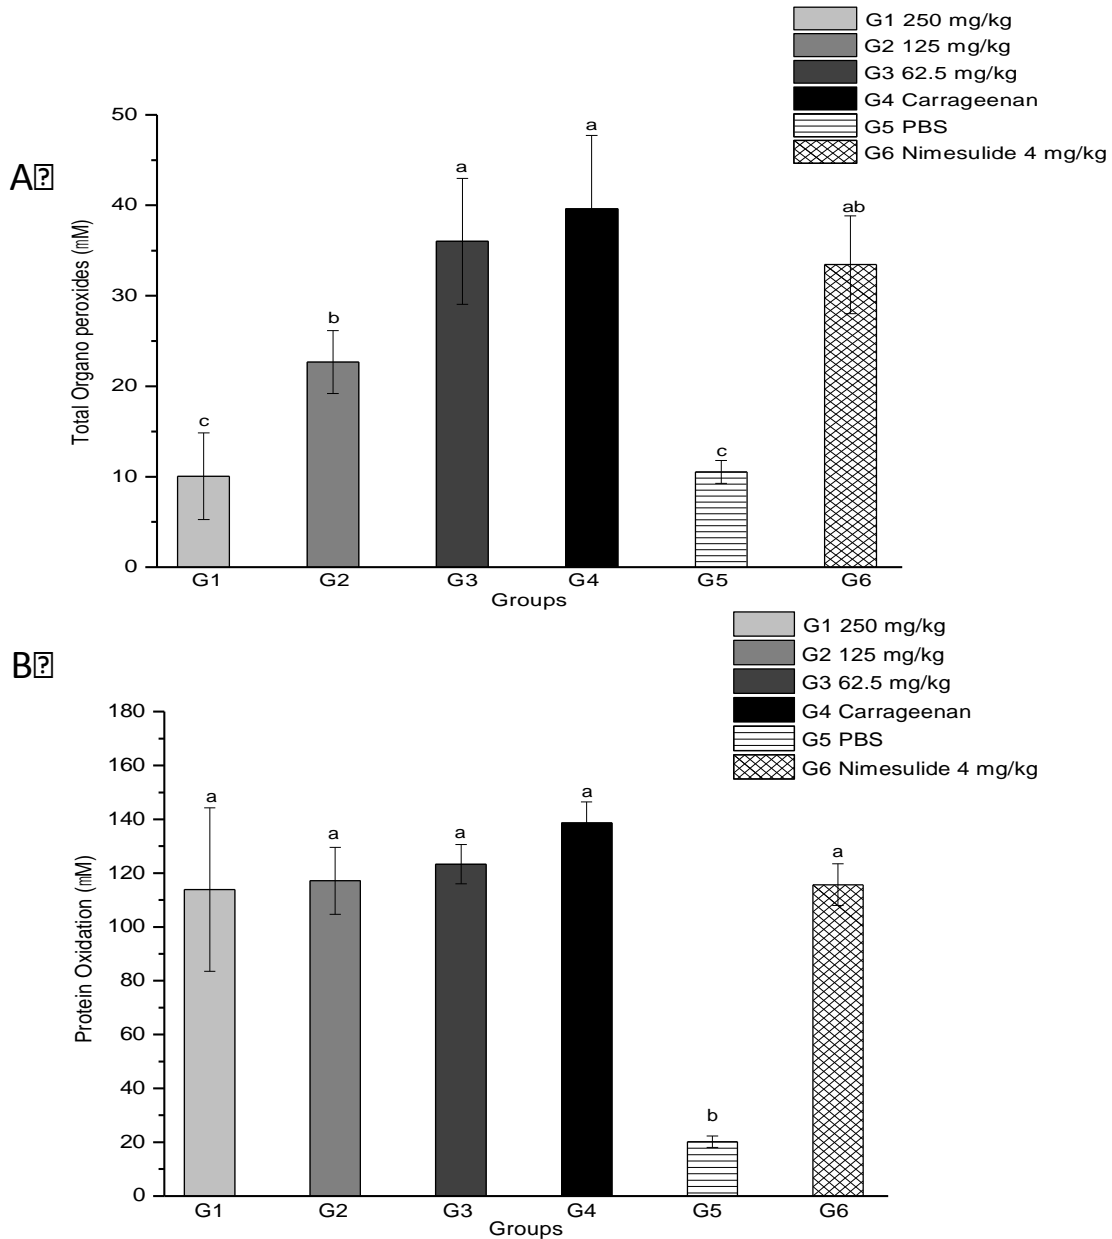 G1 250 mg/kg
G2 125 mg/kg
G3 62.5 mg/kg
G4 Carrageenan
G5 PBS
G6 Nimesulide 4 mg/kg
A
Total Organo peroxides (mM)
50
40
30
20
10
0
c
b
a
a
c
ab
G1 G2 G3 G4 G5 G6
Groups
G1 250 mg/kg
G2 125 mg/kg
G3 62.5 mg/kg
G4 Carrageenan
G5 PBS
G6 Nimesulide 4 mg/kg
B
Protein Oxidation (mM)
180
160
140
120
100
80
60
40
20
0
a
a
a
a
b
a
G1 G2 G3 G4 G5 G6
Groups